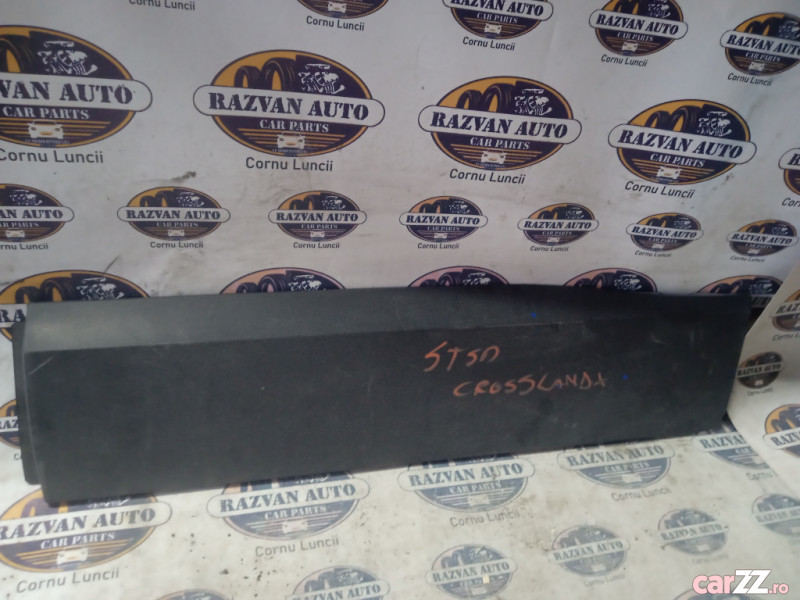 RAZVAN AUTO
CAR PARTS
Cornu Luncii
STSD
CROSSLANDX
carZZ.ro